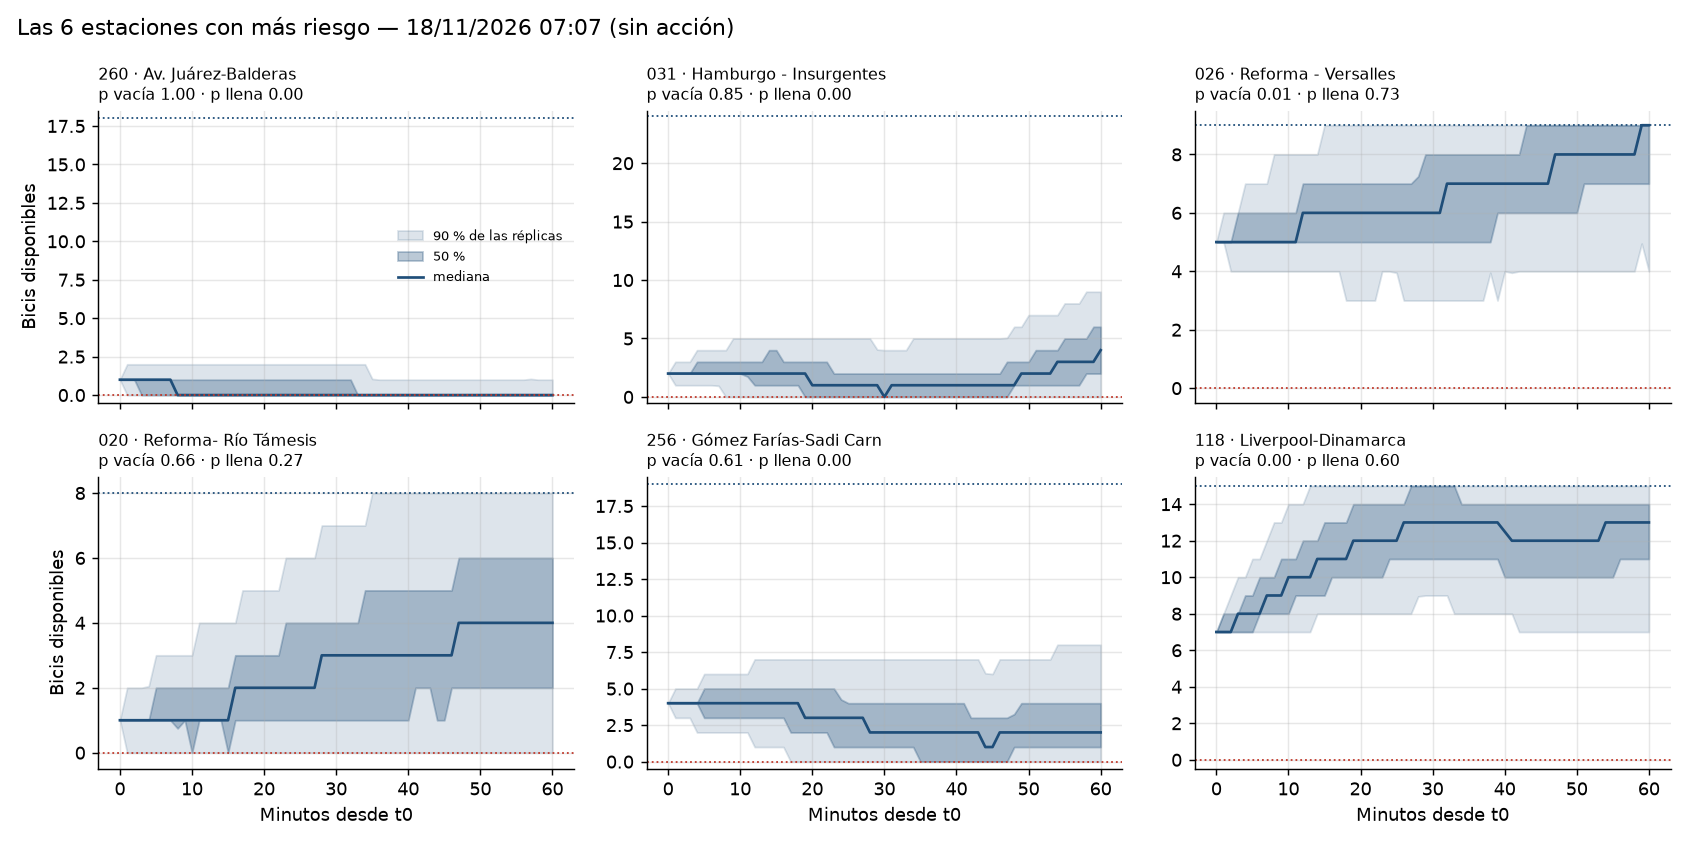 Las 6 estaciones con más riesgo — 18/11/2026 07:07 (sin acción)
260 · Av. Juárez-Balderas
p vacía 1.00 · p llena 0.00
17.5
15.0
12.5
10.0
7.5
5.0
2.5
0.0
Bicis disponibles
90 % de las réplicas
50 %
mediana
031 · Hamburgo - Insurgentes
p vacía 0.85 · p llena 0.00
20
15
10
5
0
026 · Reforma - Versalles
p vacía 0.01 · p llena 0.73
8
6
4
2
0
020 · Reforma- Río Támesis
p vacía 0.66 · p llena 0.27
8
6
4
2
0
Bicis disponibles
0 10 20 30 40 50 60
Minutos desde t0
256 · Gómez Farías-Sadi Carn
p vacía 0.61 · p llena 0.00
17.5
15.0
12.5
10.0
7.5
5.0
2.5
0.0
0 10 20 30 40 50 60
Minutos desde t0
118 · Liverpool-Dinamarca
p vacía 0.00 · p llena 0.60
14
12
10
8
6
4
2
0
0 10 20 30 40 50 60
Minutos desde t0